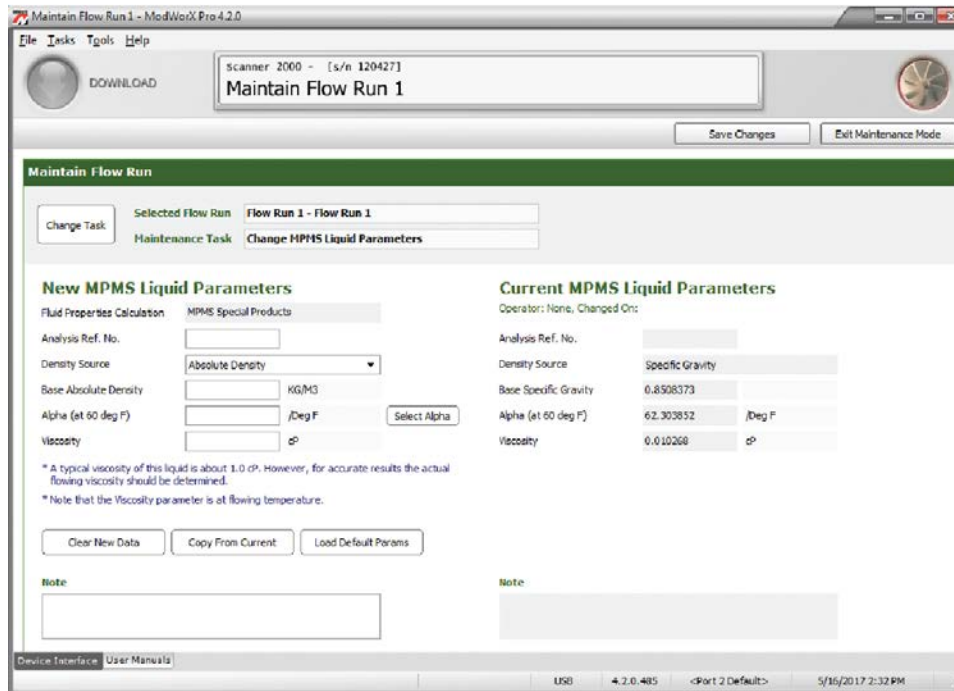 Maintain Flow Run 1 - ModWorX Pro 4.2.0
File Tasks Tools Help
DOWNLOAD
Scanner 2000 - [s/n 120427]
Maintain Flow Run 1
Save Changes
Exit Maintenance Mode
Maintain Flow Run
Change Task
Selected Flow Run Flow Run 1 - Flow Run 1
Maintenance Task Change MPMS Liquid Parameters
New MPMS Liquid Parameters
Fluid Properties Calculation MPMS Special Products
Analysis Ref. No.
Density Source Absolute Density
Base Absolute Density KG/M3
Alpha (at 60 deg F) /Deg F Select Alpha
Viscosity cP
* A typical viscosity of this liquid is about 1.0 cP. However, for accurate results the actual
flowing viscosity should be determined.
* Note that the Viscosity parameter is at flowing temperature.
Clear New Data Copy From Current Load Default Params
Note
Current MPMS Liquid Parameters
Operator: None, Changed On:
Analysis Ref. No.
Density Source Specific Gravity
Base Specific Gravity 0.8508373
Alpha (at 60 deg F) 62.303852 /Deg F
Viscosity 0.010268 cP
Note
Device Interface User Manuals
USB 4.2.0.485 <Port 2 Default> 5/16/2017 2:32 PM